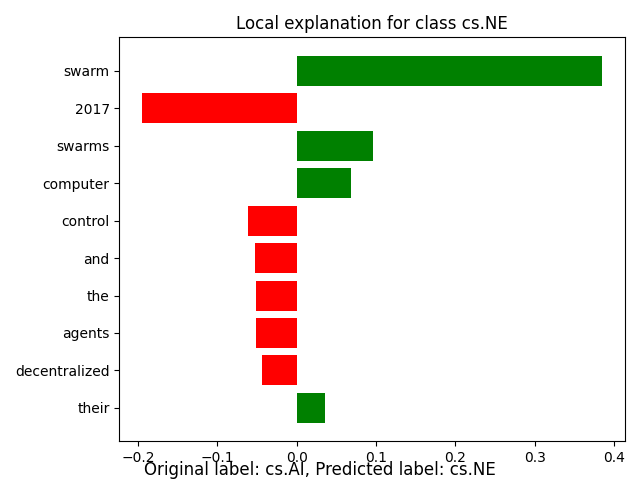 Local explanation for class cs.NE
swarm
2017
swarms
computer
control
and
the
agents
decentralized
their
−0.2 −0.1 0.0 0.1 0.2 0.3 0.4
Original label: cs.AI, Predicted label: cs.NE